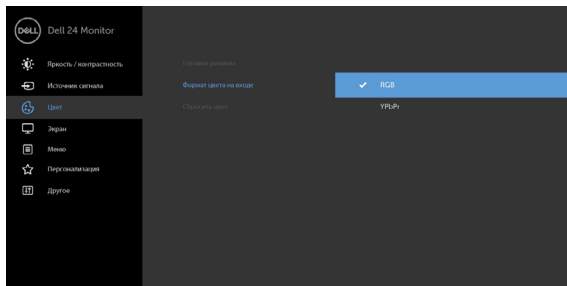 DELL
Dell 24 Monitor
Яркость / контрастность
Источник сигнала
Цвет
Экран
Меню
Персонализация
Другое
Готовые режимы
Формат цвета на входе
Сбросить цвет
RGB
YPbPr